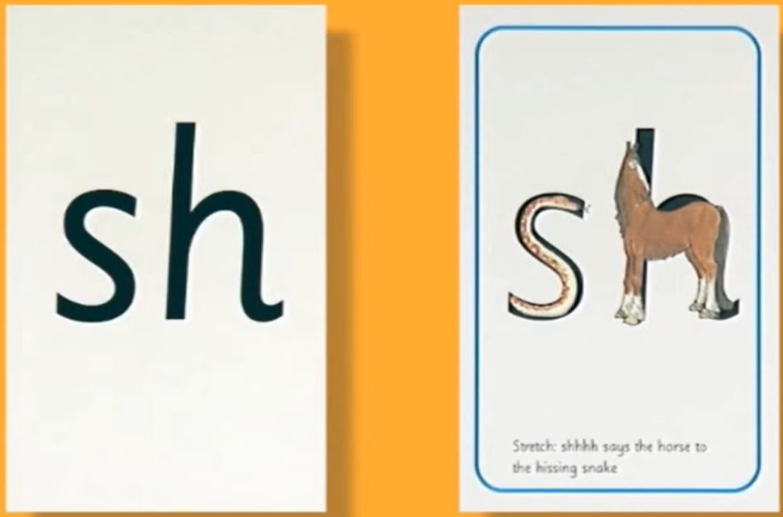 sh
sh
Stretch: shhhh says the horse to
the hissing snake